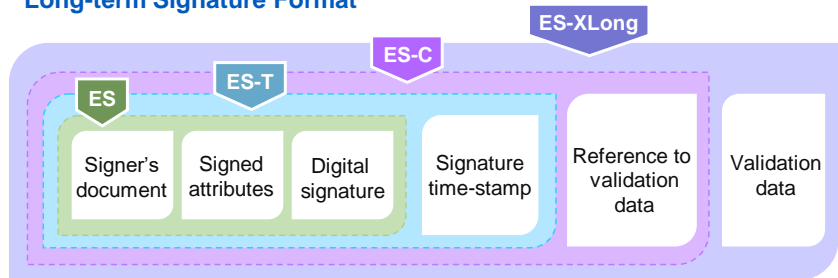 Long-term Signature Format
ES-XLong
ES-C
ES-T
ES
Signer's
document
Signed
attributes
Digital
signature
Signature
time-stamp
Reference to
validation
data
Validation
data